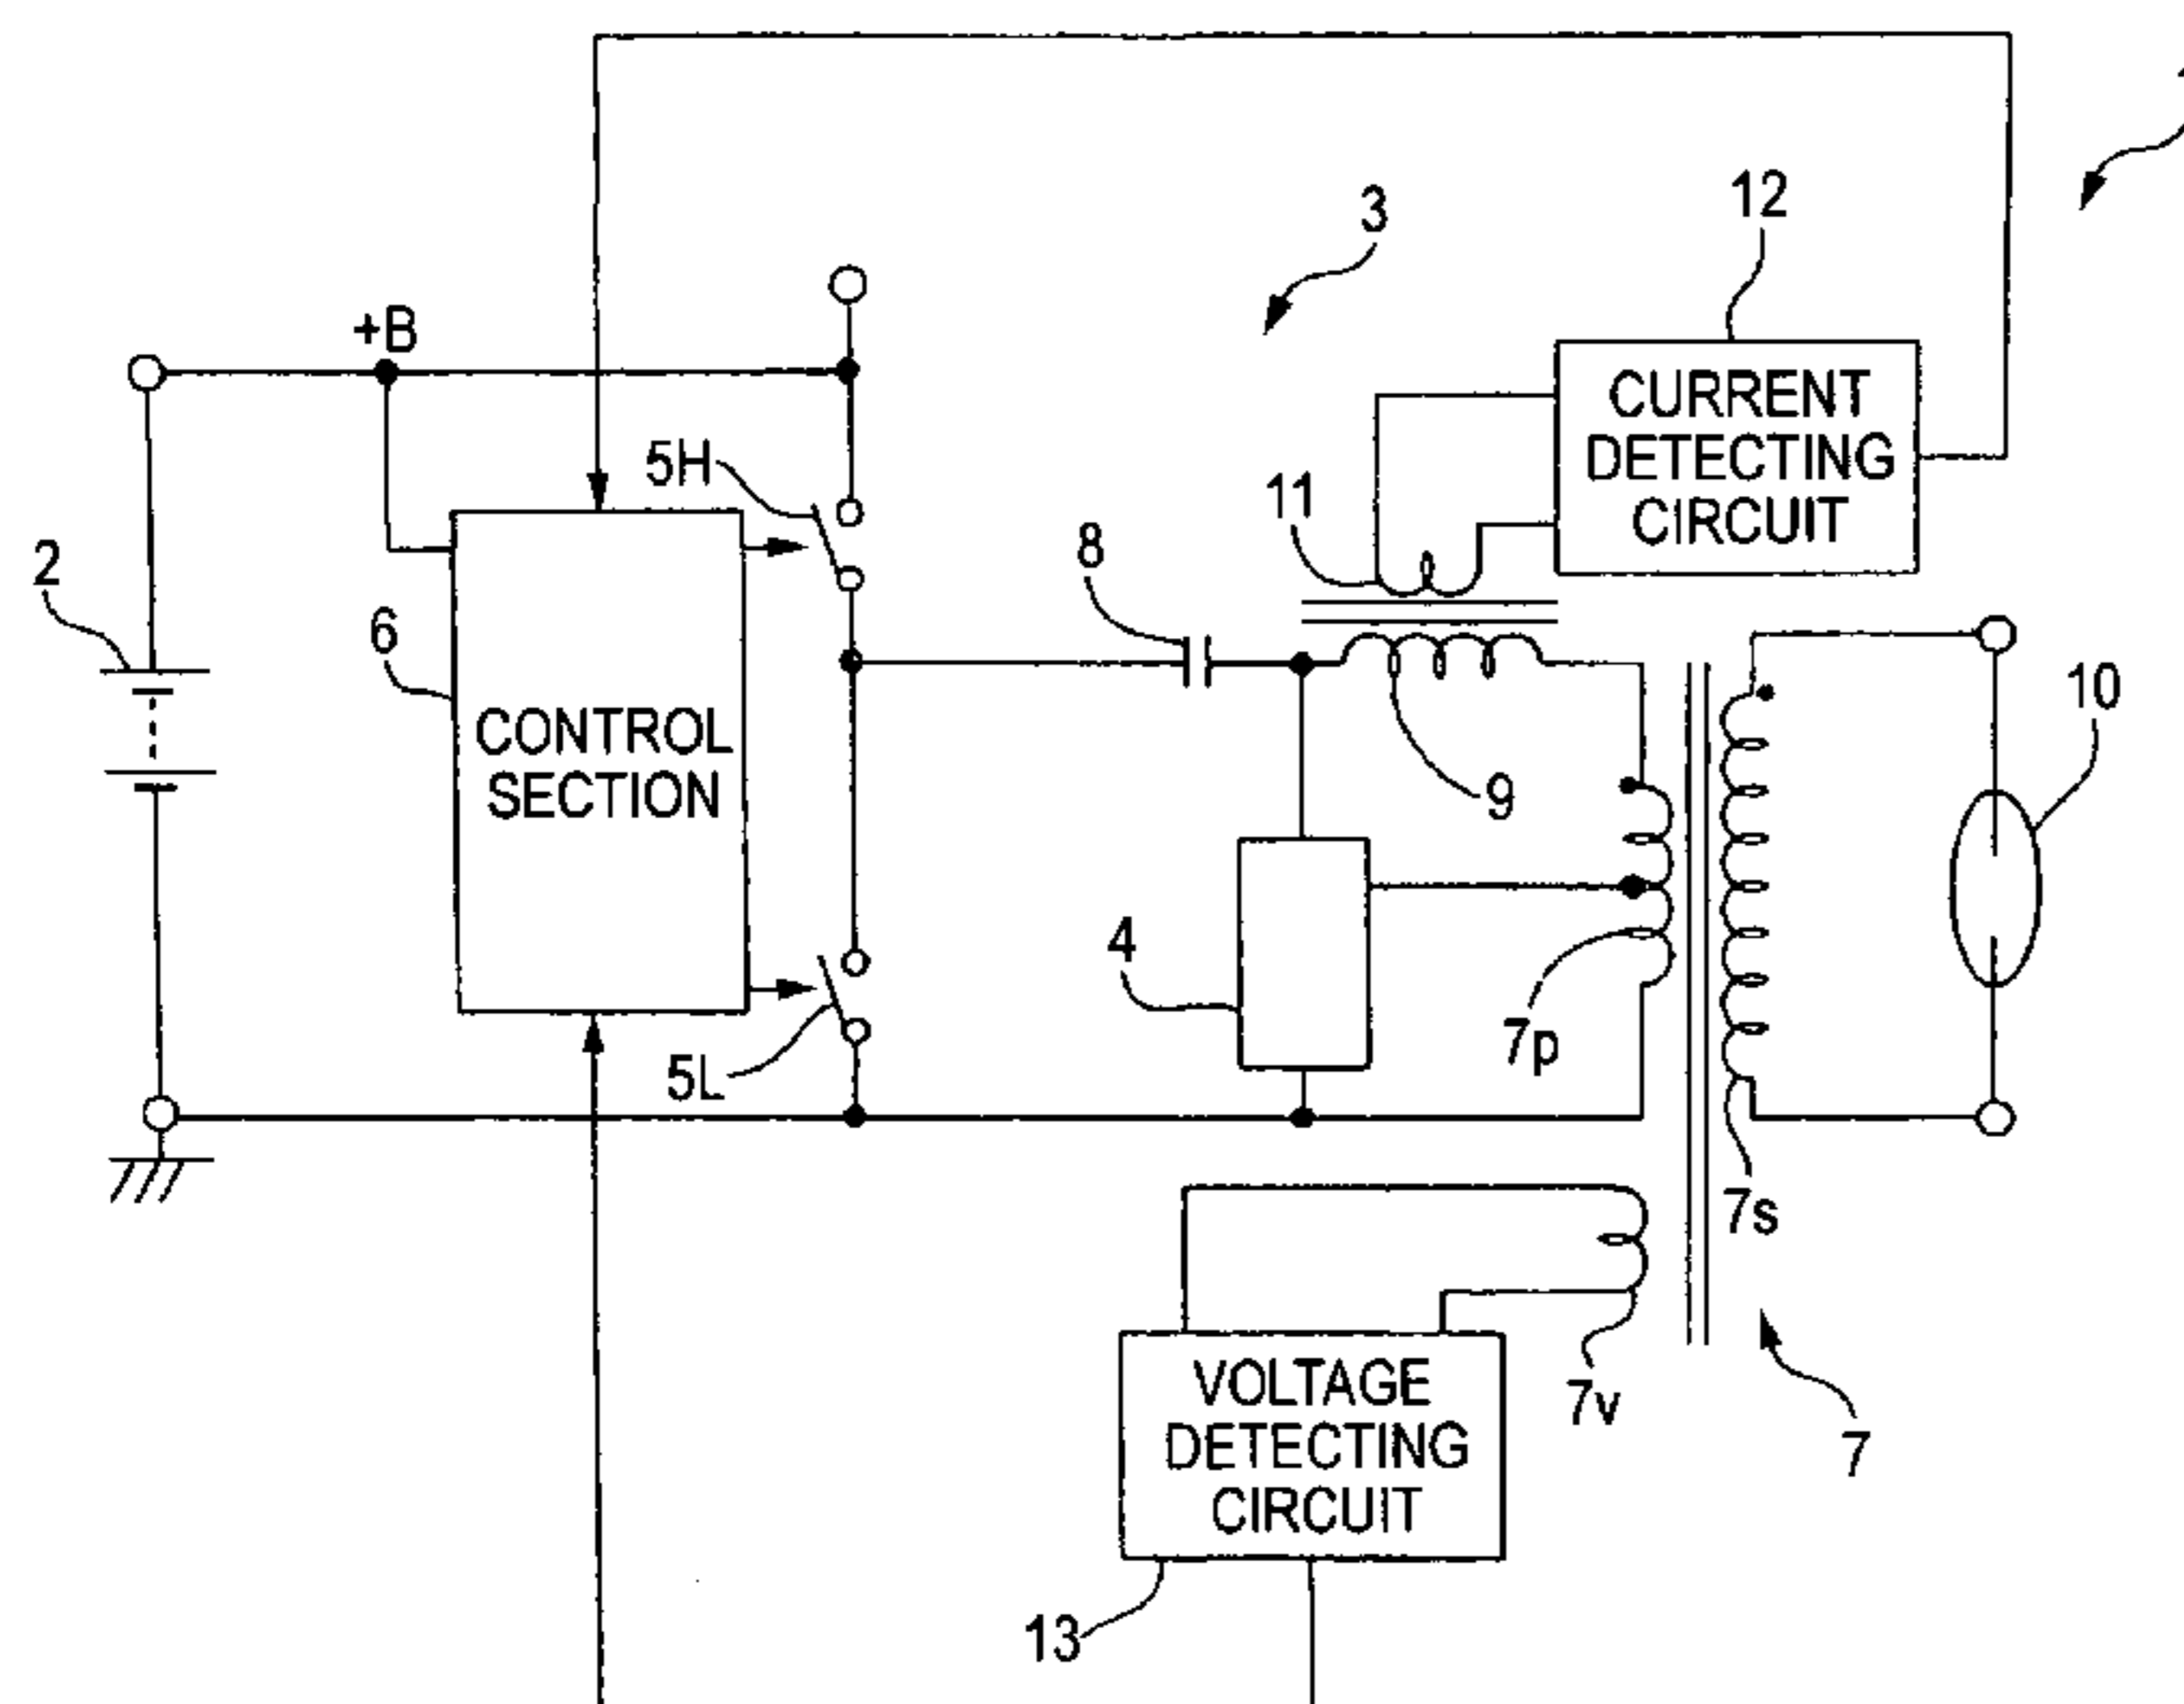 3
12
+B
CURRENT
DETECTING
CIRCUIT
5H
11
8
2
6
10
CONTROL
SECTION
9
4
7p
5L
7s
VOLTAGE
DETECTING
CIRCUIT
7v
7
13